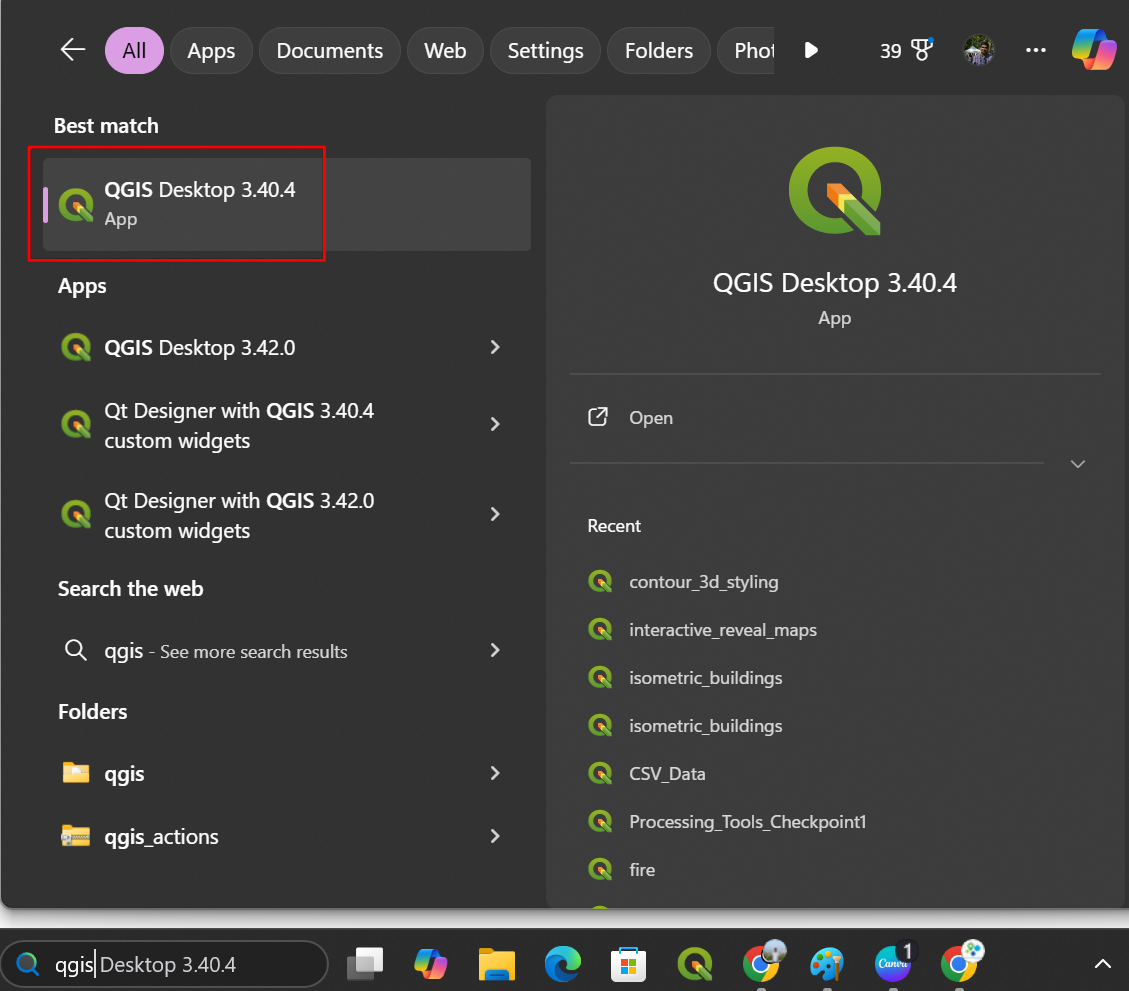 All
Apps
Documents
Web
Settings
Folders
Phot
39
Best match
QGIS Desktop 3.40.4
App
Apps
QGIS Desktop 3.42.0
Qt Designer with QGIS 3.40.4
custom widgets
Qt Designer with QGIS 3.42.0
custom widgets
Search the web
qgis - See more search results
Folders
qgis
qgis_actions
QGIS Desktop 3.40.4
App
Open
Recent
contour_3d_styling
interactive_reveal_maps
isometric_buildings
isometric_buildings
CSV_Data
Processing_Tools_Checkpoint1
fire
qgis Desktop 3.40.4
Canva
1